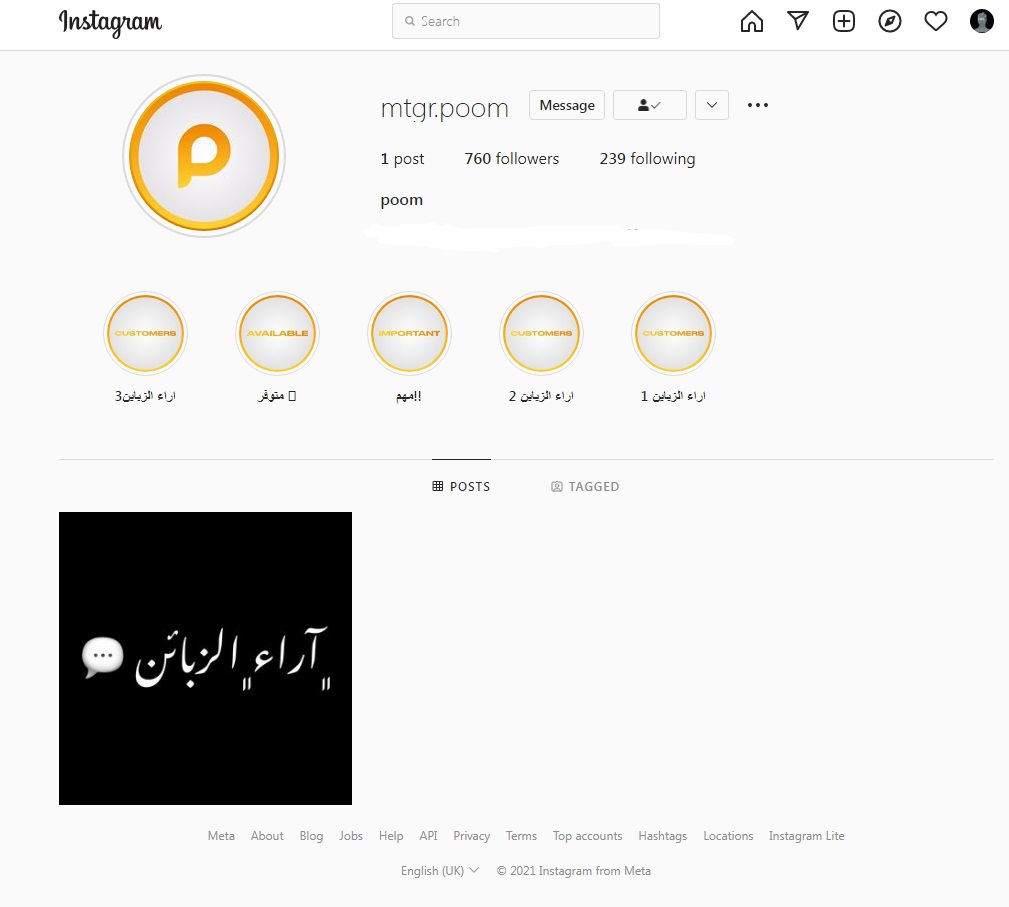 Instagram
Search
mtgr.poom Message
1 post 760 followers 239 following
poom
CUSTOMERS AVAILABLE IMPORTANT CUSTOMERS CUSTOMERS
اراء الزباين3 متوفر مهم!! اراء الزباين 2 اراء الزباين 1
POSTS TAGGED
آراء الزبائن
Meta About Blog Jobs Help API Privacy Terms Top accounts Hashtags Locations Instagram Lite
English (UK) © 2021 Instagram from Meta